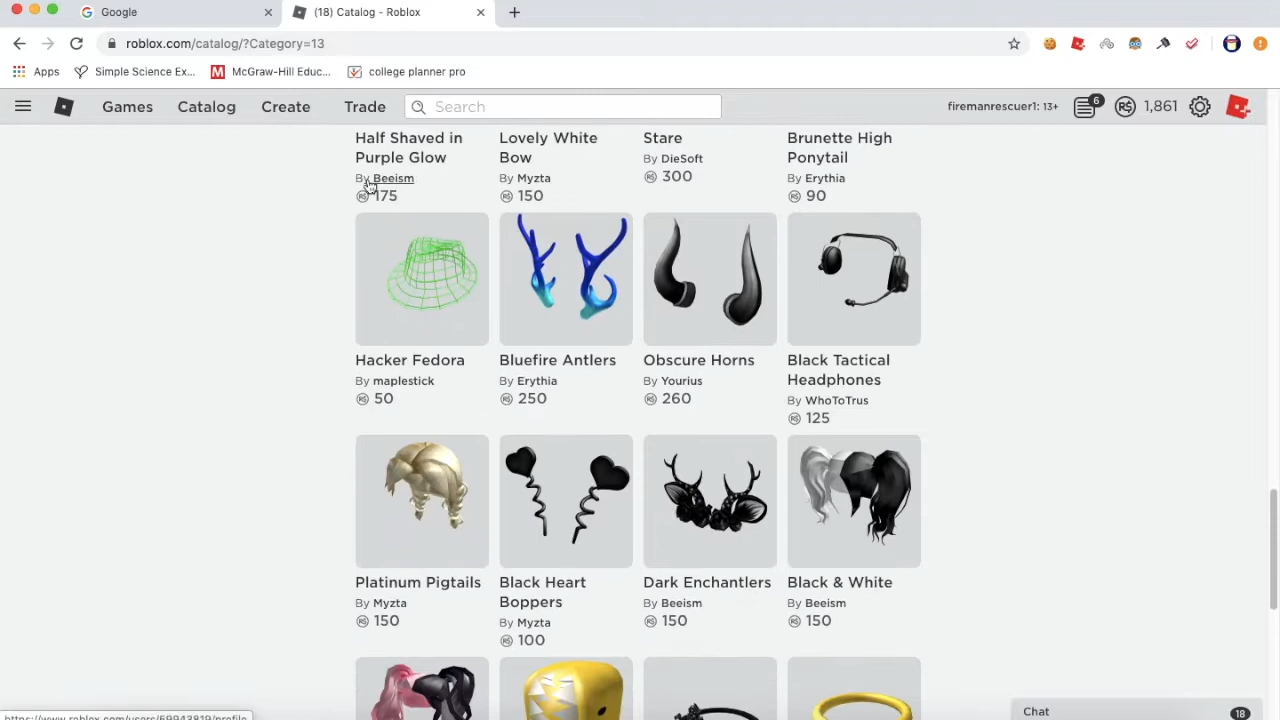 Google
(18) Catalog - Roblox
roblox.com/catalog/?Category=13
Apps
Simple Science Ex...
McGraw-Hill Educ...
college planner pro
Games
Catalog
Create
Trade
Search
firemanrescuer1: 13+
6
1,861
Half Shaved in
Purple Glow
By Beeism
175
Lovely White
Bow
By Myzta
150
Stare
By DieSoft
300
Brunette High
Ponytail
By Erythia
90
Hacker Fedora
By maplestick
50
Bluefire Antlers
By Erythia
250
Obscure Horns
By Yourius
260
Black Tactical
Headphones
By WhoToTrus
125
Platinum Pigtails
By Myzta
150
Black Heart
Boppers
By Myzta
100
Dark Enchantlers
By Beeism
150
Black & White
By Beeism
150
Chat
18